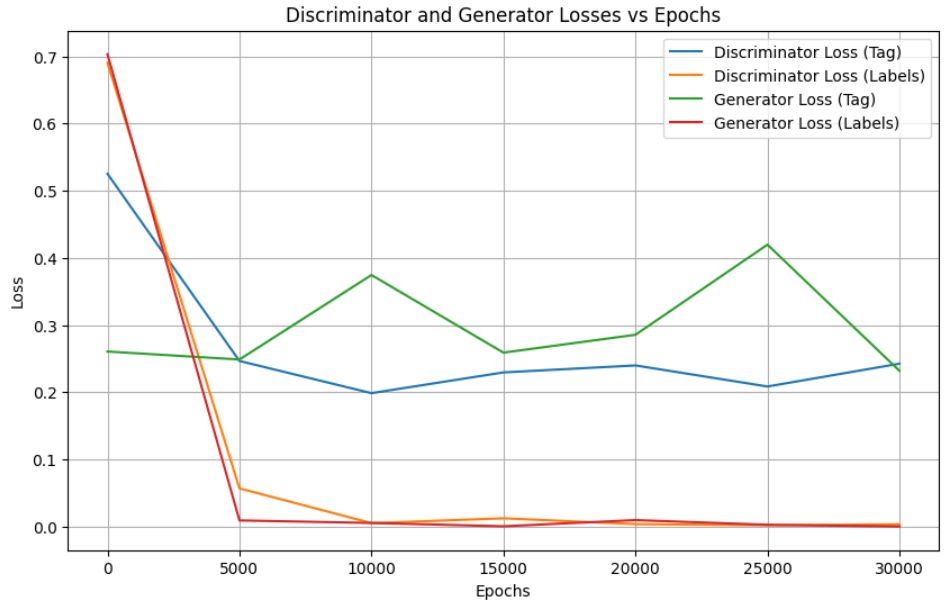 Discriminator and Generator Losses vs Epochs
Discriminator Loss (Tag)
Discriminator Loss (Labels)
Generator Loss (Tag)
Generator Loss (Labels)
Loss
0.7
0.6
0.5
0.4
0.3
0.2
0.1
0.0
0 5000 10000 15000 20000 25000 30000
Epochs